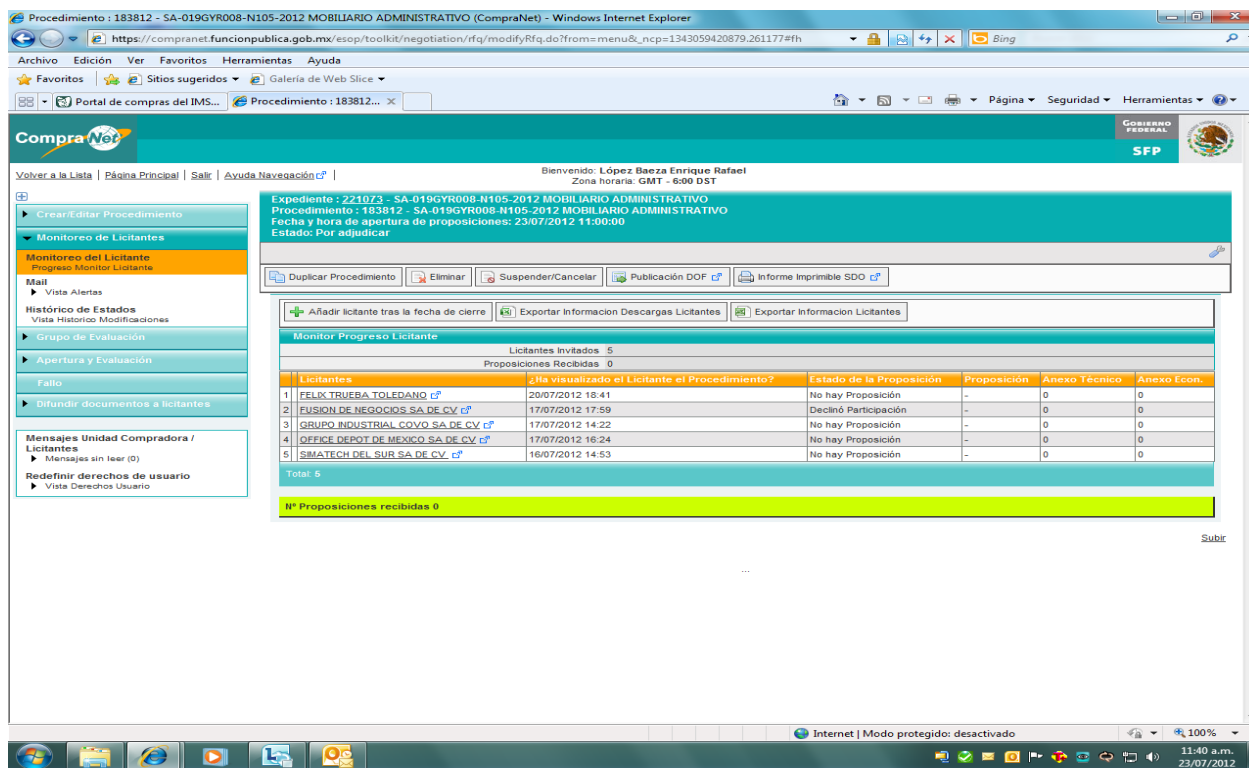 Procedimiento : 183812 - SA-019GYR008-N105-2012 MOBILIARIO ADMINISTRATIVO (CompraNet) - Windows Internet Explorer
https://compranet.funcionpublica.gob.mx/esop/toolkit/negotiation/rfq/modifyRfq.do?from=menu&_ncp=1343059420879.261177#fh
Bing
Archivo Edición Ver Favoritos Herramientas Ayuda
Favoritos Sitios sugeridos Galería de Web Slice
Portal de compras del IMS... Procedimiento : 183812... Página Seguridad Herramientas
CompraNet
GOBIERNO FEDERAL
SFP
Volver a la Lista | Página Principal | Salir | Ayuda Navegación |
Bienvenido: López Baeza Enrique Rafael
Zona horaria: GMT - 6:00 DST
Crear/Editar Procedimiento
Monitoreo de Licitantes
Monitoreo del Licitante
Progreso Monitor Licitante
Mail
Vista Alertas
Histórico de Estados
Vista Historico Modificaciones
Grupo de Evaluación
Apertura y Evaluación
Fallo
Difundir documentos a licitantes
Mensajes Unidad Compradora / Licitantes
Mensajes sin leer (0)
Redefinir derechos de usuario
Vista Derechos Usuario
Expediente : 221073 - SA-019GYR008-N105-2012 MOBILIARIO ADMINISTRATIVO
Procedimiento : 183812 - SA-019GYR008-N105-2012 MOBILIARIO ADMINISTRATIVO
Fecha y hora de apertura de proposiciones: 23/07/2012 11:00:00
Estado: Por adjudicar
Duplicar Procedimiento Eliminar Suspender/Cancelar Publicación DOF Informe Imprimible SDO
Añadir licitante tras la fecha de cierre Exportar Informacion Descargas Licitantes Exportar Informacion Licitantes
Monitor Progreso Licitante
Licitantes Invitados 5
Proposiciones Recibidas 0
Licitantes ¿Ha visualizado el Licitante el Procedimiento? Estado de la Proposición Proposición Anexo Técnico Anexo Econ.
1 FELIX TRUEBA TOLEDANO 20/07/2012 18:41 No hay Proposición - 0 0
2 FUSION DE NEGOCIOS SA DE CV 17/07/2012 17:59 Declinó Participación - 0 0
3 GRUPO INDUSTRIAL COVO SA DE CV 17/07/2012 14:22 No hay Proposición - 0 0
4 OFFICE DEPOT DE MEXICO SA DE CV 17/07/2012 16:24 No hay Proposición - 0 0
5 SIMATECH DEL SUR SA DE CV 16/07/2012 14:53 No hay Proposición - 0 0
Total: 5
Nº Proposiciones recibidas 0
Subir
...
Internet | Modo protegido: desactivado 100%
11:40 a.m.
23/07/2012